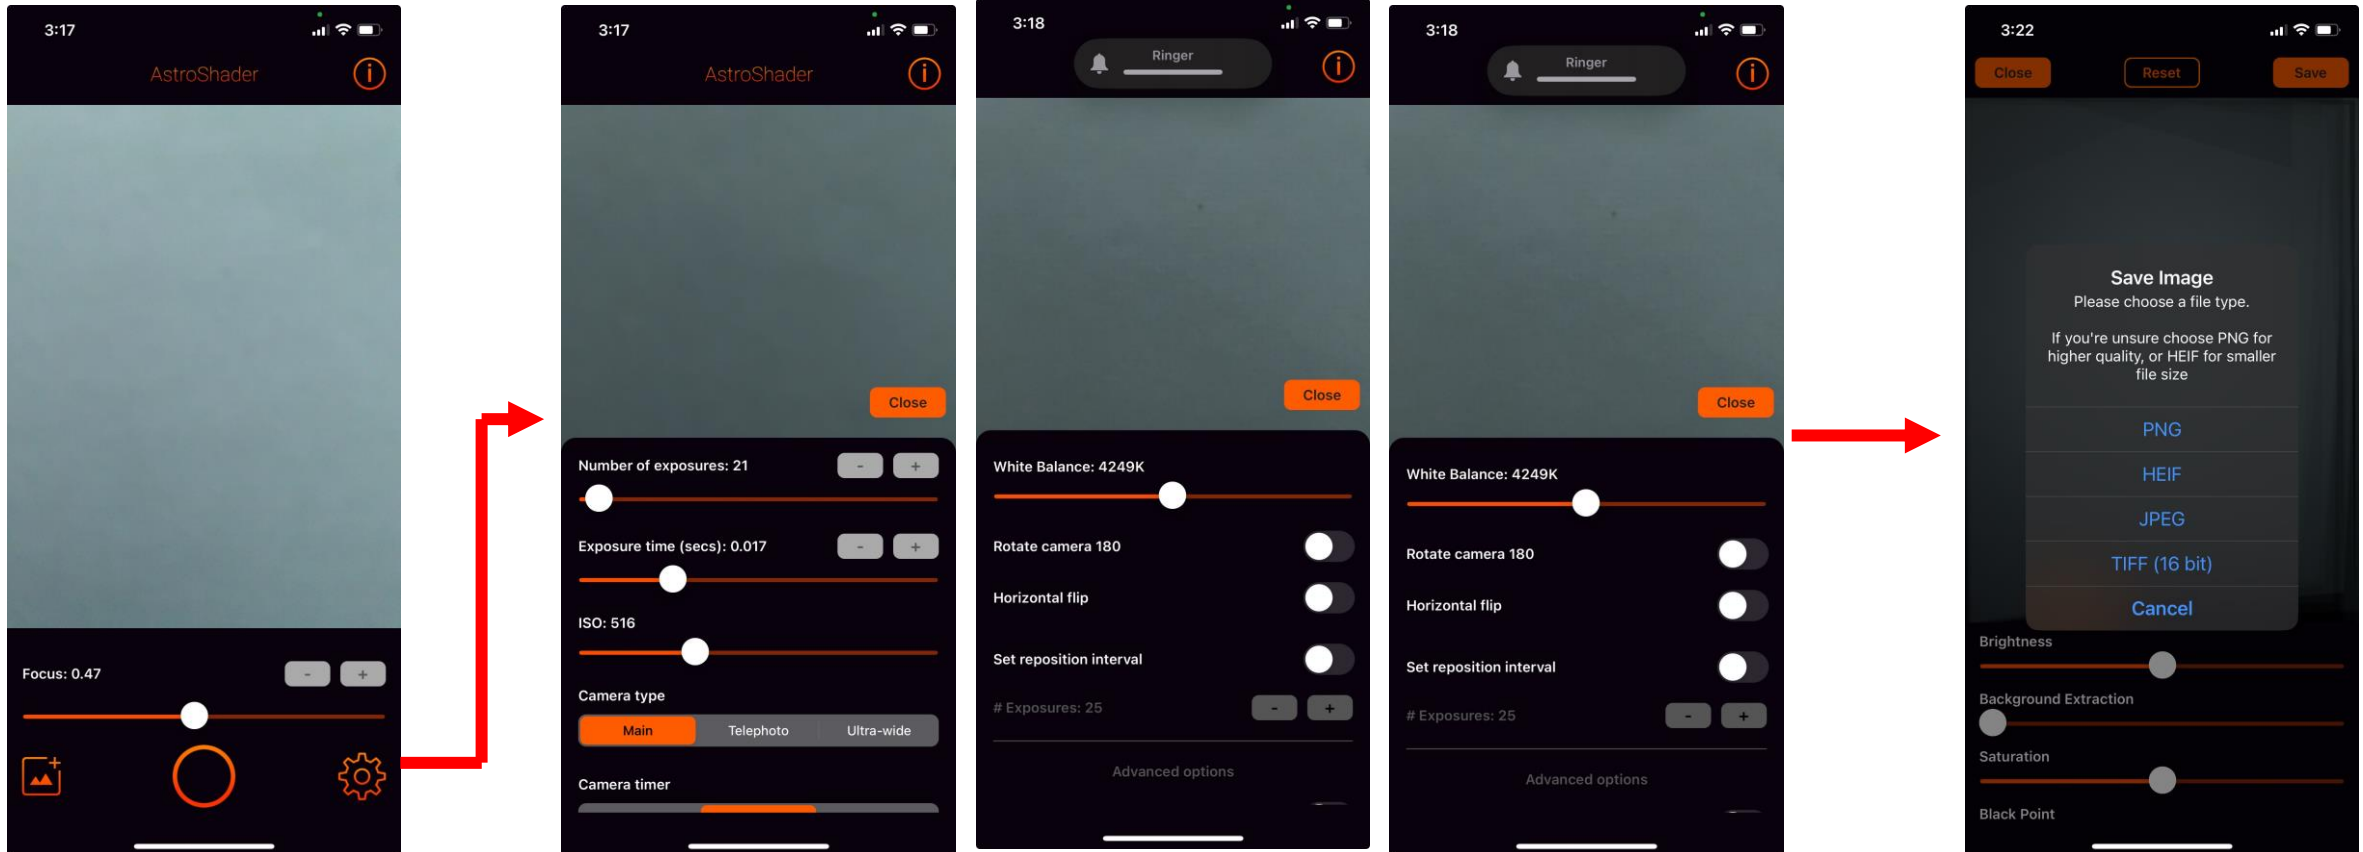 3:17
AstroShader
Focus: 0.47
-
+
3:17
AstroShader
Close
Number of exposures: 21
-
+
Exposure time (secs): 0.017
-
+
ISO: 516
Camera type
Main
Telephoto
Ultra-wide
Camera timer
3:18
Ringer
Close
White Balance: 4249K
Rotate camera 180
Horizontal flip
Set reposition interval
# Exposures: 25
-
+
Advanced options
3:18
Ringer
Close
White Balance: 4249K
Rotate camera 180
Horizontal flip
Set reposition interval
# Exposures: 25
-
+
Advanced options
3:22
Close
Reset
Save
Save Image
Please choose a file type.
If you're unsure choose PNG for
higher quality, or HEIF for smaller
file size
PNG
HEIF
JPEG
TIFF (16 bit)
Cancel
Brightness
Background Extraction
Saturation
Black Point